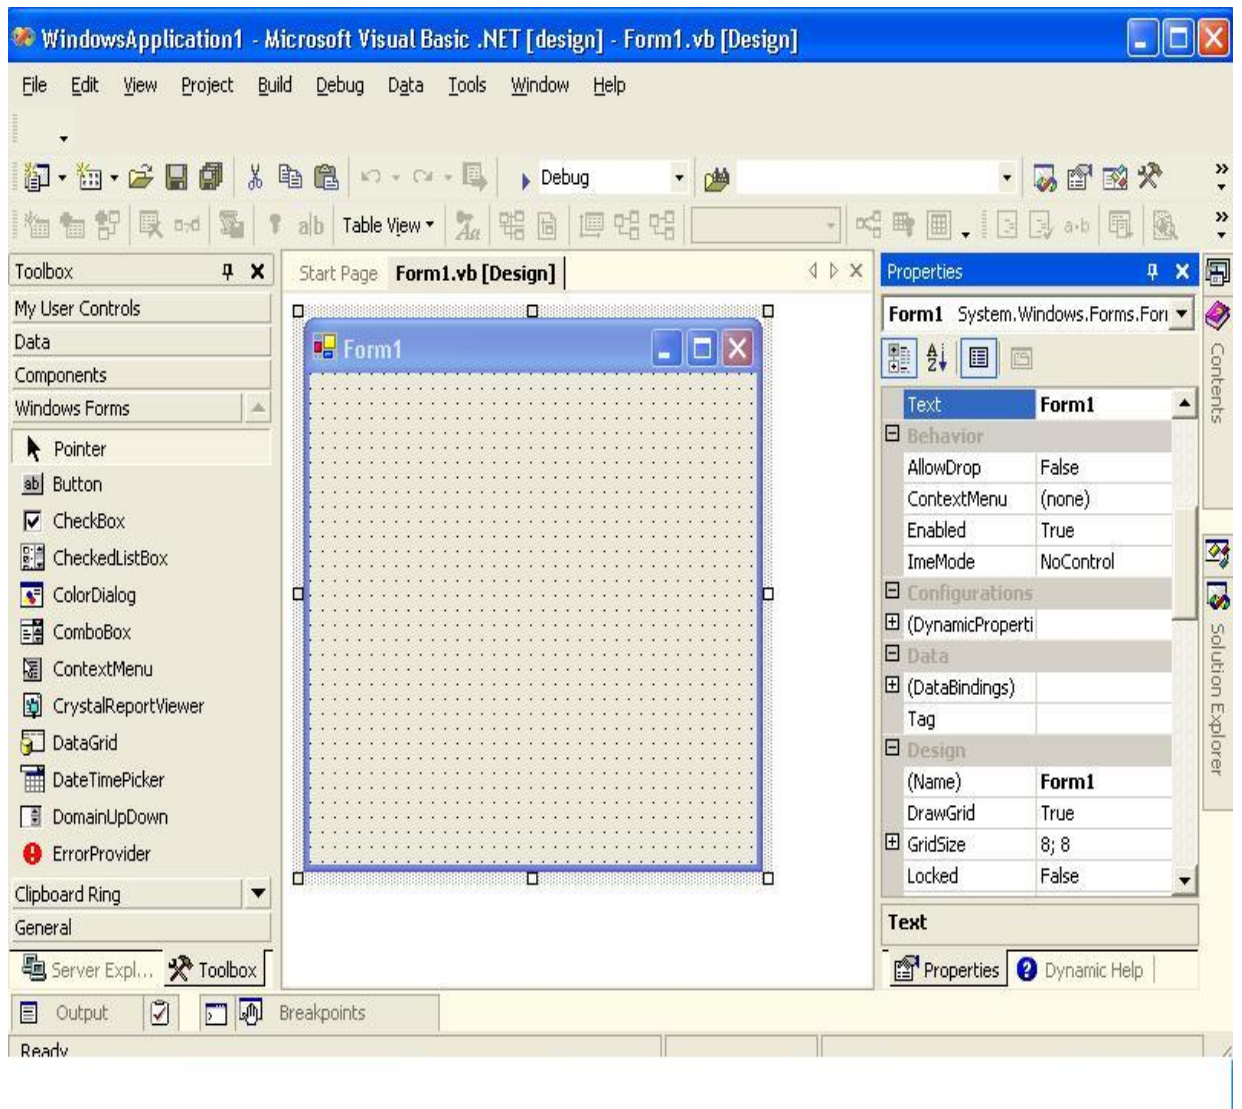 WindowsApplication1 - Microsoft Visual Basic .NET [design] - Form1.vb [Design]
File Edit View Project Build Debug Data Tools Window Help
Debug
Table View
Toolbox
My User Controls
Data
Components
Windows Forms
Pointer
Button
CheckBox
CheckedListBox
ColorDialog
ComboBox
ContextMenu
CrystalReportViewer
DataGrid
DateTimePicker
DomainUpDown
ErrorProvider
Clipboard Ring
General
Server Expl... Toolbox
Start Page Form1.vb [Design]
Form1
Properties
Form1 System.Windows.Forms.Forr
Text Form1
Behavior
AllowDrop False
ContextMenu (none)
Enabled True
ImeMode NoControl
Configurations
(DynamicProperti
Data
(DataBindings)
Tag
Design
(Name) Form1
DrawGrid True
GridSize 8; 8
Locked False
Text
Properties Dynamic Help
Contents
Solution Explorer
Output Breakpoints
Ready